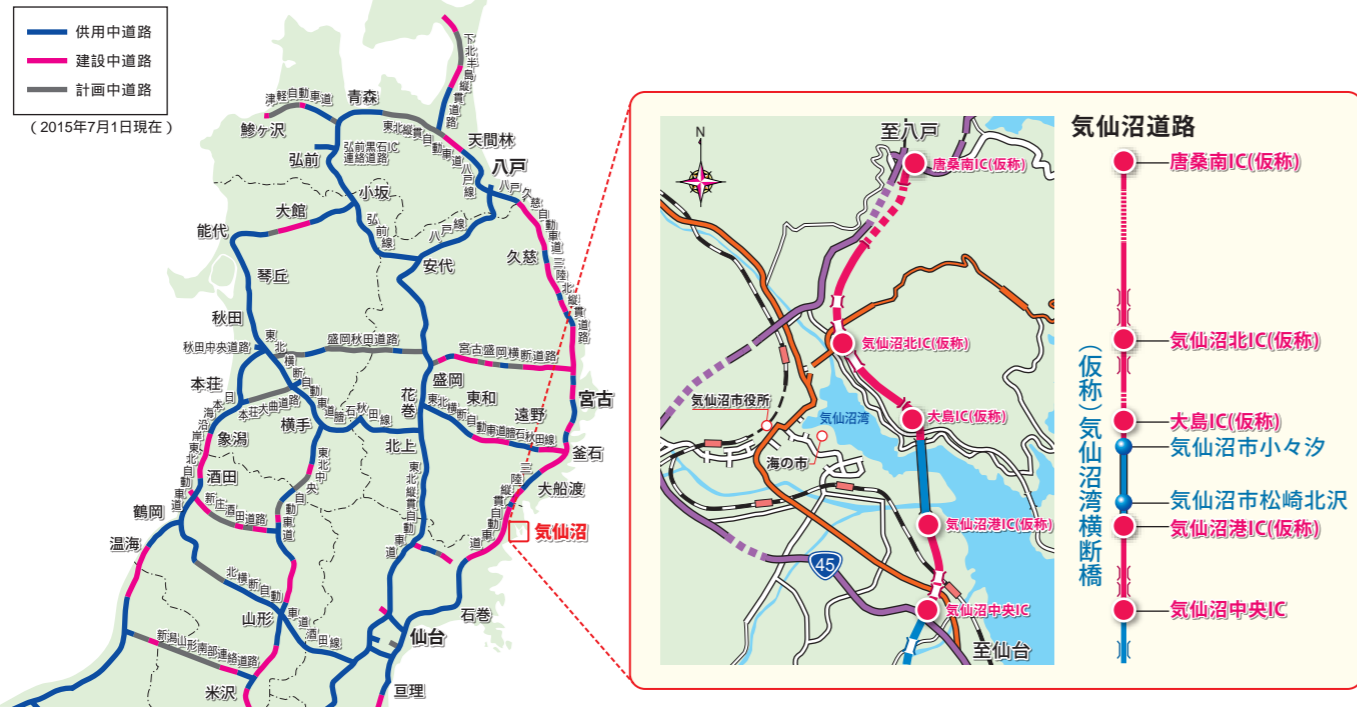 供用中道路
建設中道路
計画中道路
(2015年7月1日現在)
下北半島縦貫道路
津軽自動車道
青森
鰺ヶ沢
東北縦貫自動車道八戸線
天間林
弘前
弘前黒石IC
連絡道路
八戸
八戸久慈自動車道
小坂
大館
能代
弘前線
八戸線
安代
久慈
琴丘
三陸北縦貫道路
秋田
秋田中央道路
盛岡秋田道路
宮古盛岡横断道路
東北横断自動車道釜石秋田線
盛岡
本荘
本荘大曲道路
花巻
東和
宮古
日本海沿岸東北自動車道
横手
遠野
東北横断自動車道釜石秋田線
象潟
北上
釜石
東北中央自動車道
酒田
新庄酒田道路
東北縦貫自動車道
三陸縦貫自動車道
大船渡
鶴岡
気仙沼
温海
東北横断自動車道酒田線
山形
石巻
仙台
新潟山形南部連絡道路
米沢
亘理
N
至八戸
唐桑南IC(仮称)
気仙沼北IC(仮称)
気仙沼市役所
気仙沼湾
大島IC(仮称)
海の市
気仙沼港IC(仮称)
45
気仙沼中央IC
至仙台
気仙沼道路
唐桑南IC(仮称)
気仙沼北IC(仮称)
(仮称)気仙沼湾横断橋
大島IC(仮称)
気仙沼市小々汐
気仙沼市松崎北沢
気仙沼港IC(仮称)
気仙沼中央IC